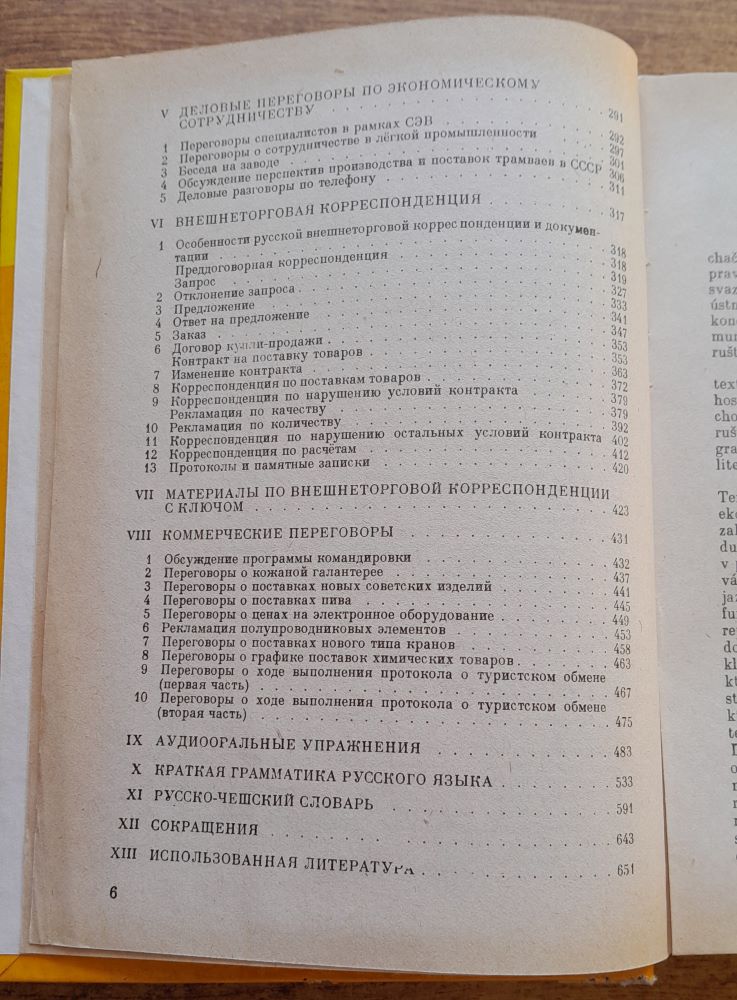 V ДЕЛОВЫЕ ПЕРЕГОВОРЫ ПО ЭКОНОМИЧЕСКОМУ
СОТРУДНИЧЕСТВУ . . . . . . . . . . . . . . 291
1 Переговоры специалистов в рамках СЭВ . . . . . . 292
2 Переговоры о сотрудничестве в лёгкой промышленности . . 297
3 Беседа на заводе . . . . . . . . . . . . . . 301
4 Обсуждение перспектив производства и поставок трамваев в СССР 306
5 Деловые разговоры по телефону . . . . . . . . . . 311
VI ВНЕШНЕТОРГОВАЯ КОРРЕСПОНДЕНЦИЯ . . . . . . 317
1 Особенности русской внешнеторговой корреспонденции и докумен-
тации . . . . . . . . . . . . . . 318
Преддоговорная корреспонденция . . . . . . . . . 318
Запрос . . . . . . . . . . . . . . 319
2 Отклонение запроса . . . . . . . . . . . . 327
3 Предложение . . . . . . . . . . . . . . 333
4 Ответ на предложение . . . . . . . . . . . . 341
5 Заказ . . . . . . . . . . . . . . 347
6 Договор купли-продажи . . . . . . . . . . . . 353
Контракт на поставку товаров . . . . . . . . . . 353
7 Изменение контракта . . . . . . . . . . . . 363
8 Корреспонденция по поставкам товаров . . . . . . . 372
9 Корреспонденция по нарушению условий контракта . . . 379
Рекламация по качеству . . . . . . . . . . . . 379
10 Рекламация по количеству . . . . . . . . . . . 392
11 Корреспонденция по нарушению остальных условий контракта 402
12 Корреспонденция по расчётам . . . . . . . . . . 412
13 Протоколы и памятные записки . . . . . . . . . . 420
VII МАТЕРИАЛЫ ПО ВНЕШНЕТОРГОВОЙ КОРРЕСПОНДЕНЦИИ
С КЛЮЧОМ . . . . . . . . . . . . . . 423
VIII КОММЕРЧЕСКИЕ ПЕРЕГОВОРЫ . . . . . . . . . 431
1 Обсуждение программы командировки . . . . . . . . 432
2 Переговоры о кожаной галантерее . . . . . . . . . 437
3 Переговоры о поставках новых советских изделий . . . . 441
4 Переговоры о поставках пива . . . . . . . . . . 445
5 Переговоры о ценах на электронное оборудование . . . . 449
6 Рекламация полупроводниковых элементов . . . . . . 453
7 Переговоры о поставках нового типа кранов . . . . . . 458
8 Переговоры о графике поставок химических товаров . . . . 463
9 Переговоры о ходе выполнения протокола о туристском обмене
(первая часть) . . . . . . . . . . . . . . 467
10 Переговоры о ходе выполнения протокола о туристском обмене
(вторая часть) . . . . . . . . . . . . . . 475
IX АУДИООРАЛЬНЫЕ УПРАЖНЕНИЯ . . . . . . . . 483
X КРАТКАЯ ГРАММАТИКА РУССКОГО ЯЗЫКА . . . . . . 533
XI РУССКО-ЧЕШСКИЙ СЛОВАРЬ . . . . . . . . . . 591
XII СОКРАЩЕНИЯ . . . . . . . . . . . . . . 643
XIII ИСПОЛЬЗОВАННАЯ ЛИТЕРАТУРА . . . . . . . . . 651
6